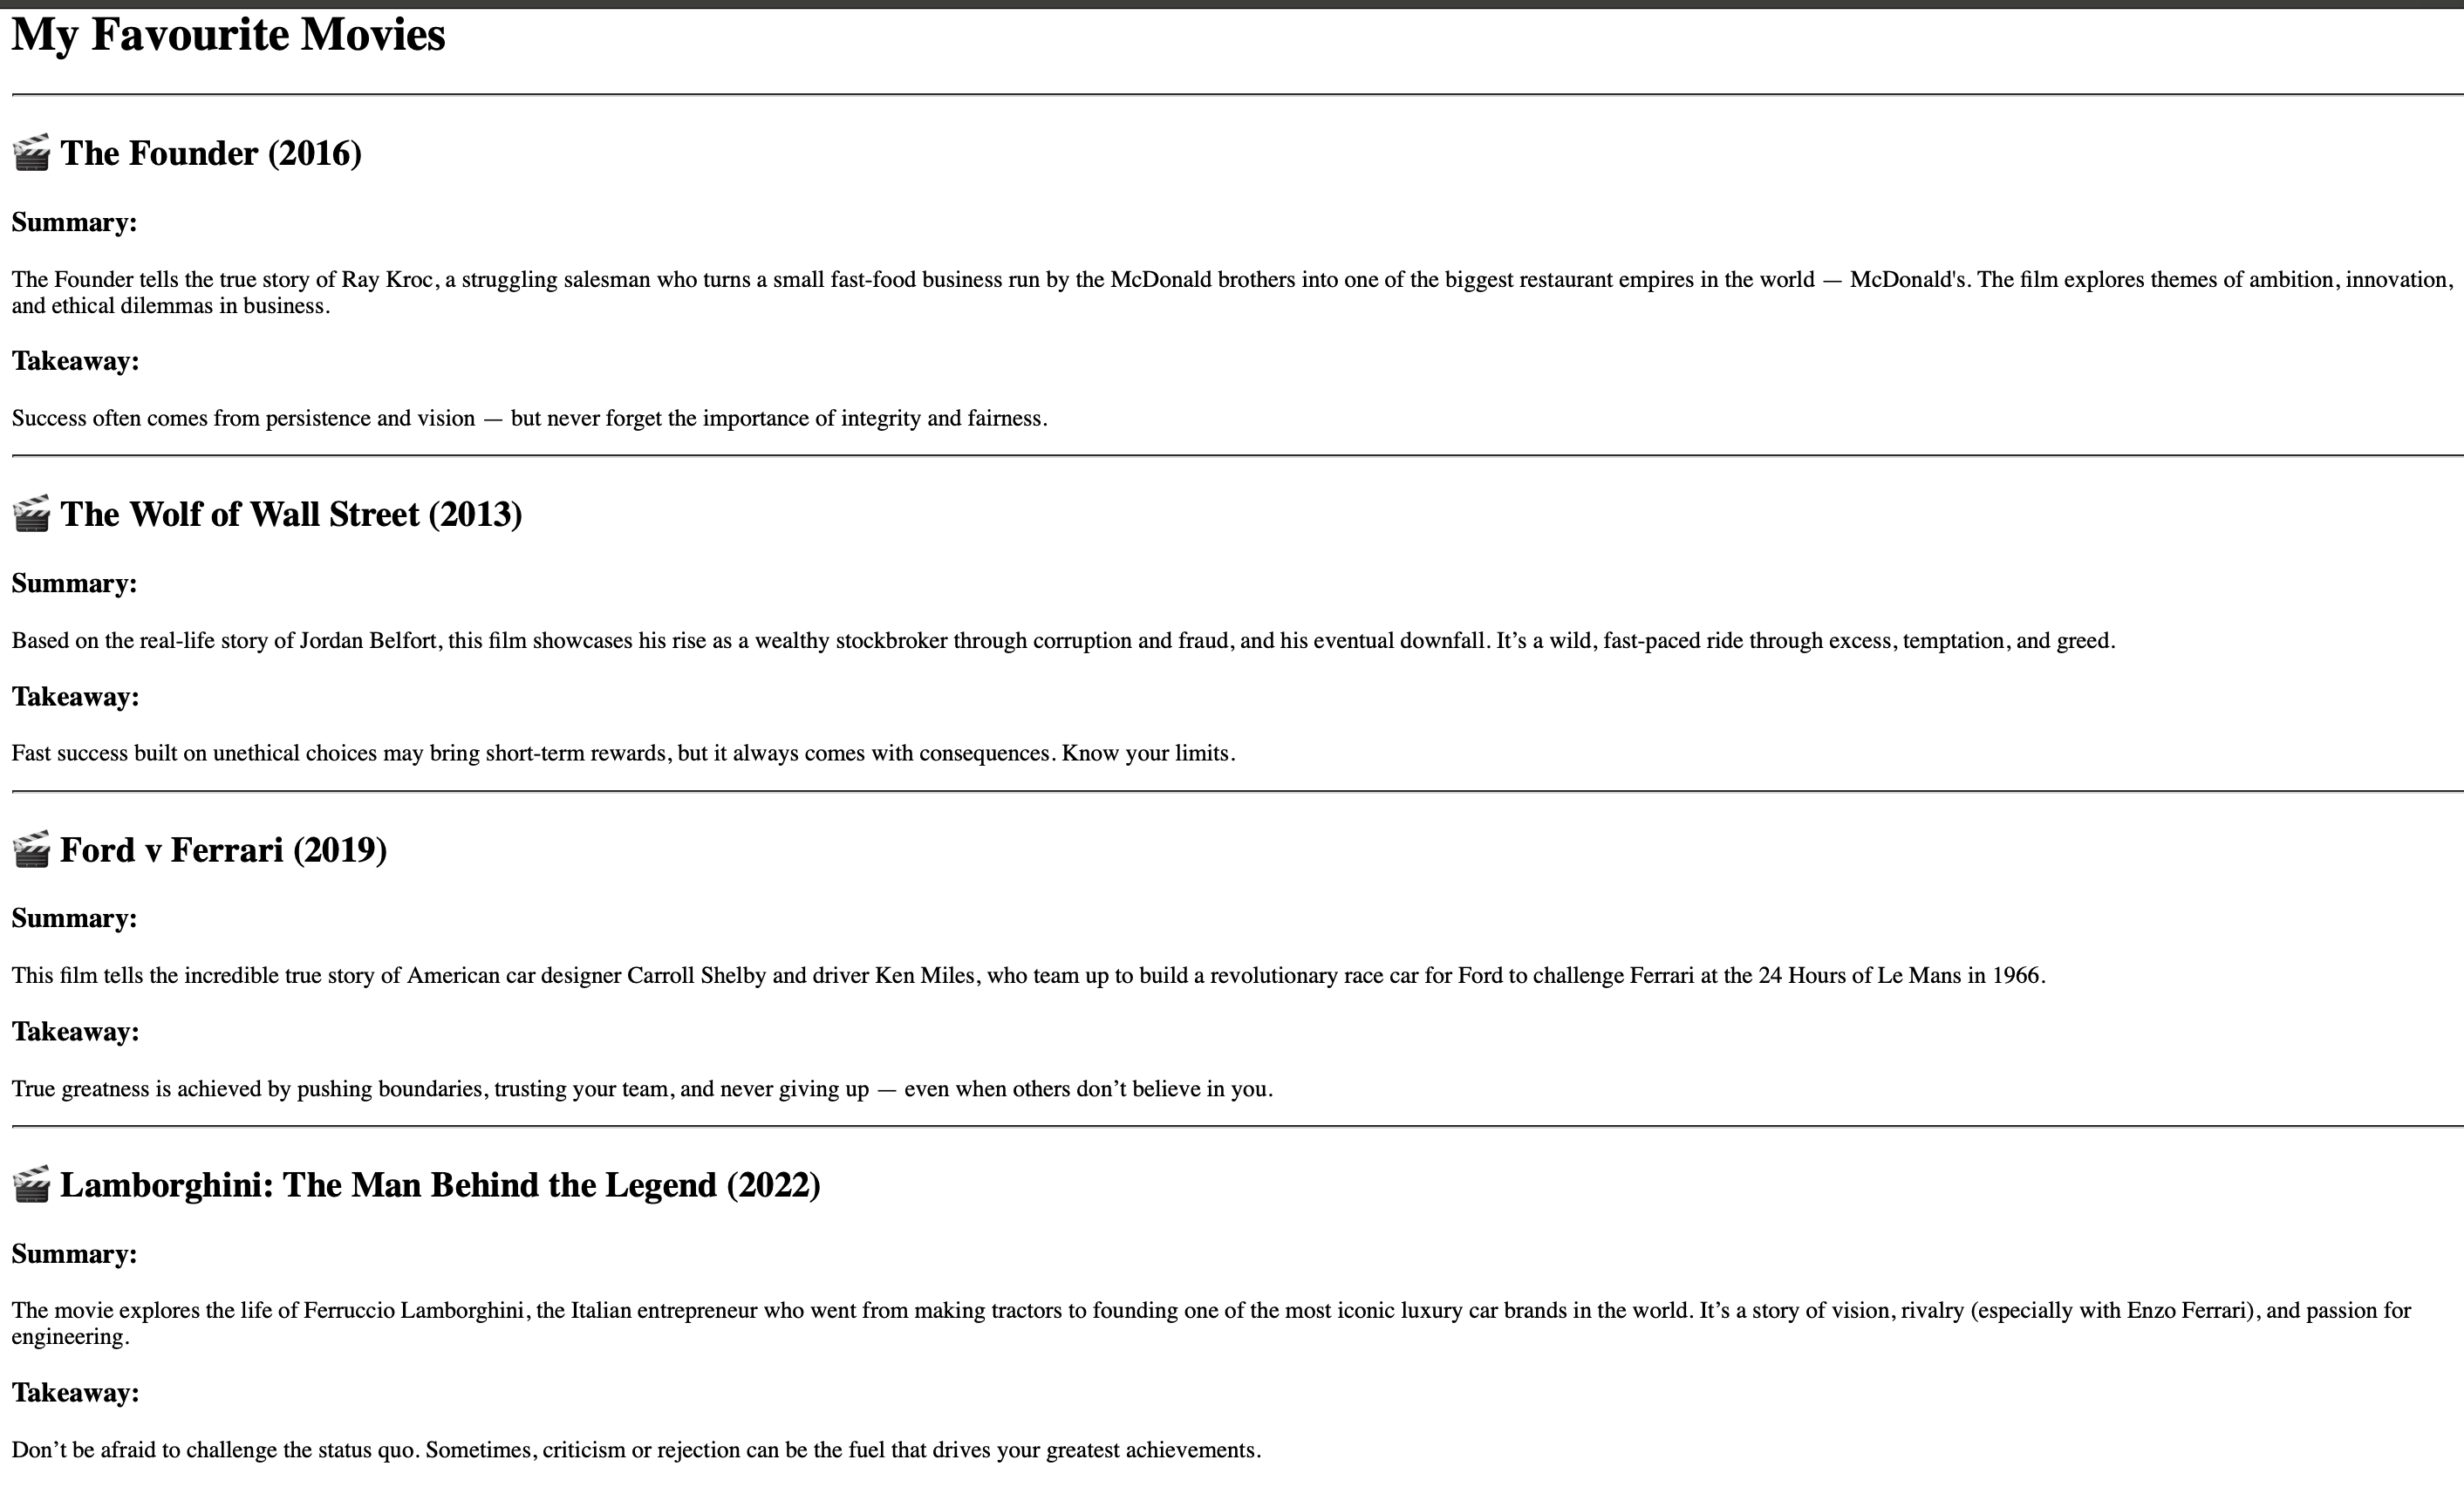 My Favourite Movies
🎬 The Founder (2016)
Summary:
The Founder tells the true story of Ray Kroc, a struggling salesman who turns a small fast-food business run by the McDonald brothers into one of the biggest restaurant empires in the world — McDonald's. The film explores themes of ambition, innovation,
and ethical dilemmas in business.
Takeaway:
Success often comes from persistence and vision — but never forget the importance of integrity and fairness.
🎬 The Wolf of Wall Street (2013)
Summary:
Based on the real-life story of Jordan Belfort, this film showcases his rise as a wealthy stockbroker through corruption and fraud, and his eventual downfall. It’s a wild, fast-paced ride through excess, temptation, and greed.
Takeaway:
Fast success built on unethical choices may bring short-term rewards, but it always comes with consequences. Know your limits.
🎬 Ford v Ferrari (2019)
Summary:
This film tells the incredible true story of American car designer Carroll Shelby and driver Ken Miles, who team up to build a revolutionary race car for Ford to challenge Ferrari at the 24 Hours of Le Mans in 1966.
Takeaway:
True greatness is achieved by pushing boundaries, trusting your team, and never giving up — even when others don’t believe in you.
🎬 Lamborghini: The Man Behind the Legend (2022)
Summary:
The movie explores the life of Ferruccio Lamborghini, the Italian entrepreneur who went from making tractors to founding one of the most iconic luxury car brands in the world. It’s a story of vision, rivalry (especially with Enzo Ferrari), and passion for
engineering.
Takeaway:
Don’t be afraid to challenge the status quo. Sometimes, criticism or rejection can be the fuel that drives your greatest achievements.